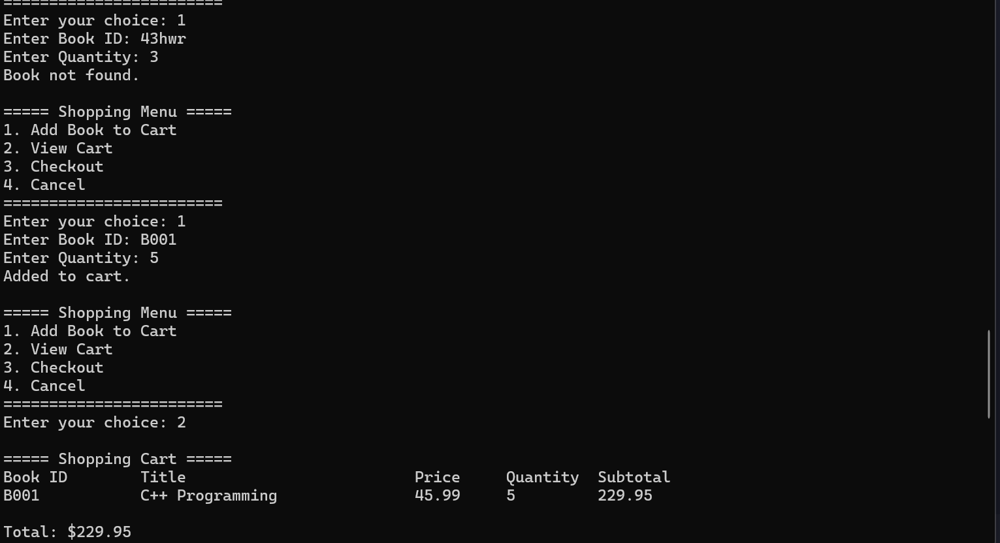 ========================
Enter your choice: 1
Enter Book ID: 43hwr
Enter Quantity: 3
Book not found.

===== Shopping Menu =====
1. Add Book to Cart
2. View Cart
3. Checkout
4. Cancel
========================
Enter your choice: 1
Enter Book ID: B001
Enter Quantity: 5
Added to cart.

===== Shopping Menu =====
1. Add Book to Cart
2. View Cart
3. Checkout
4. Cancel
========================
Enter your choice: 2

===== Shopping Cart =====
Book ID        Title                         Price     Quantity  Subtotal
B001           C++ Programming               45.99     5         229.95

Total: $229.95